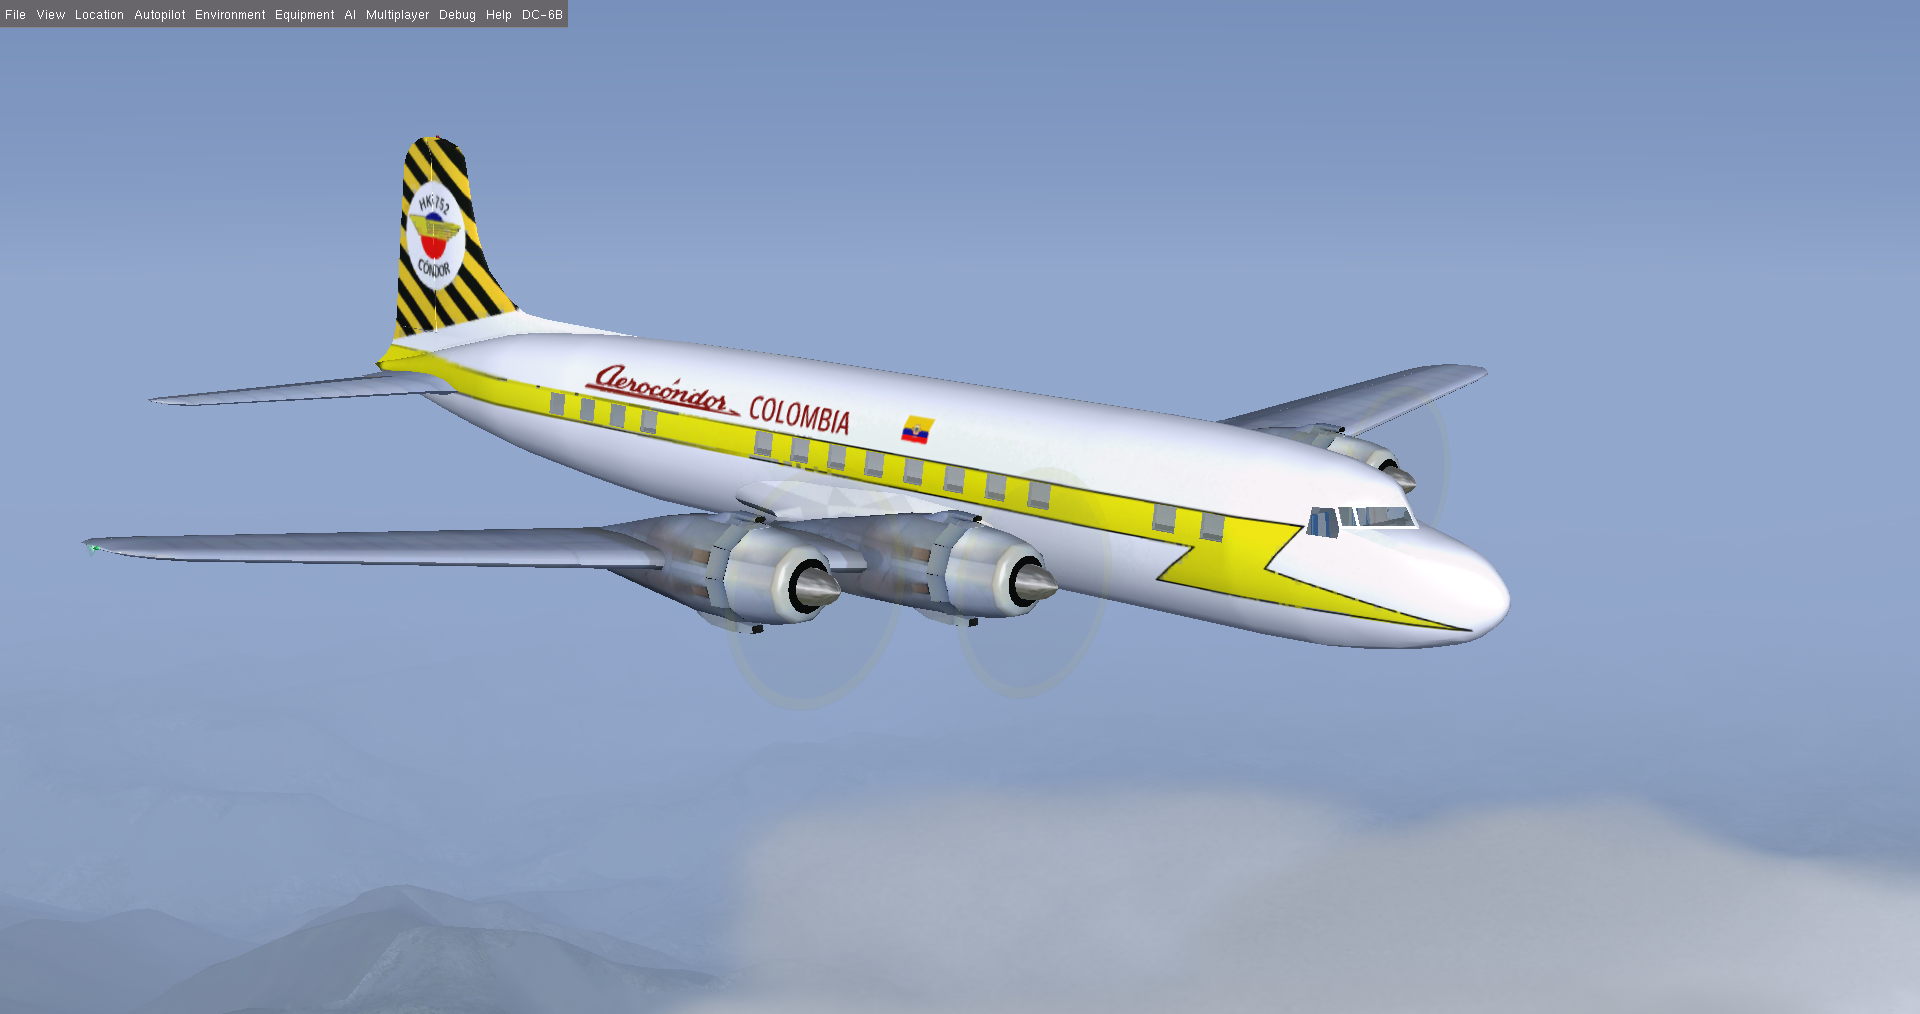 File View Location Autopilot Environment Equipment AI Multiplayer Debug Help DC-6B
HK-752
CÓNDOR
Aerocóndor COLOMBIA